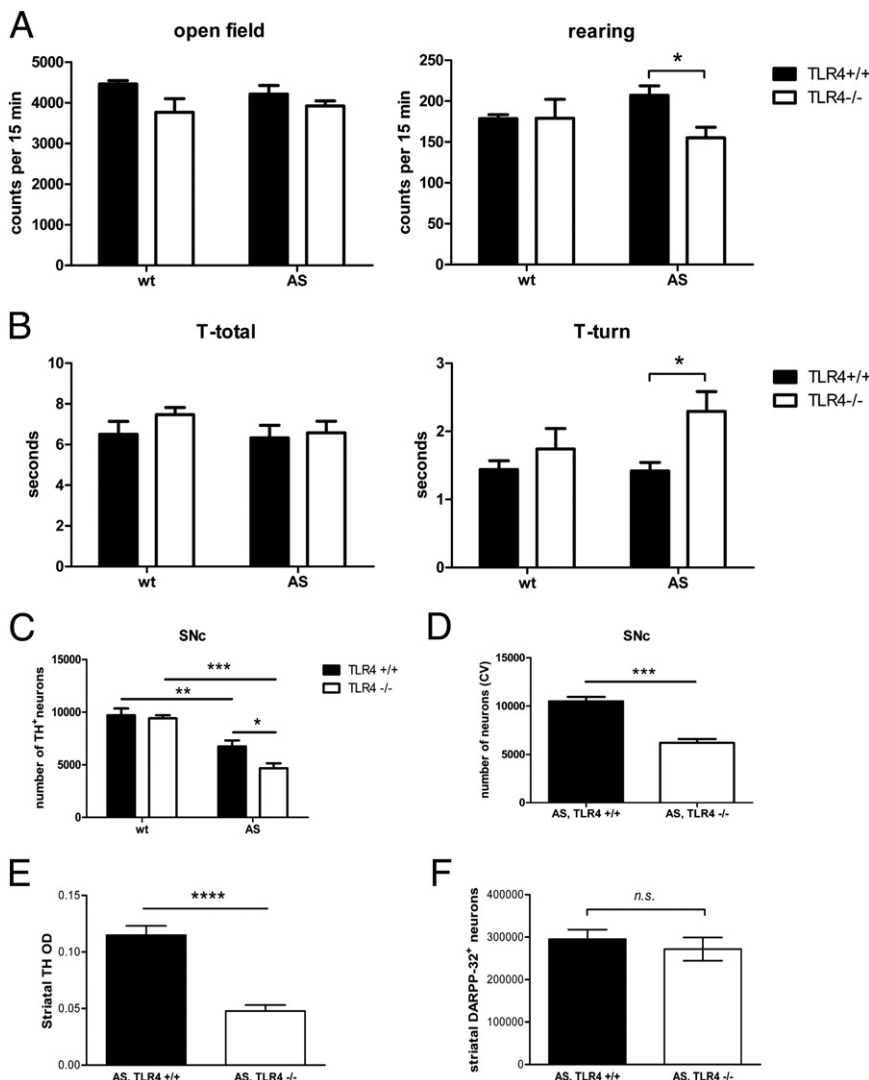 A
open field
counts per 15 min
5000
4000
3000
2000
1000
0
wt
AS
rearing
counts per 15 min
250
200
150
100
50
0
*
wt
AS
TLR4+/+
TLR4-/-
B
T-total
seconds
10
8
6
4
2
0
wt
AS
T-turn
seconds
3
2
1
0
*
wt
AS
TLR4+/+
TLR4-/-
C
SNc
number of TH+neurons
15000
10000
5000
0
***
**
*
wt
AS
TLR4 +/+
TLR4 -/-
D
SNc
number of neurons (CV)
15000
10000
5000
0
***
AS, TLR4 +/+
AS, TLR4 -/-
E
Striatal TH OD
0.15
0.10
0.05
0.00
****
AS, TLR4 +/+
AS, TLR4 -/-
F
striatal DARPP-32+ neurons
400000
300000
200000
100000
0
n.s.
AS, TLR4 +/+
AS, TLR4 -/-